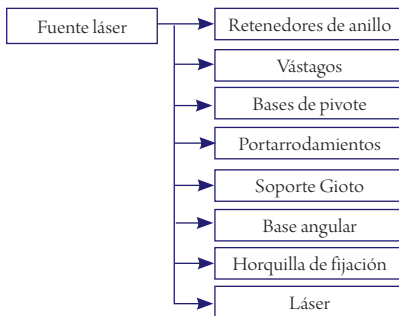 Fuente láser
Retenedores de anillo
Vástagos
Bases de pivote
Portarrodamientos
Soporte Gioto
Base angular
Horquilla de fijación
Láser